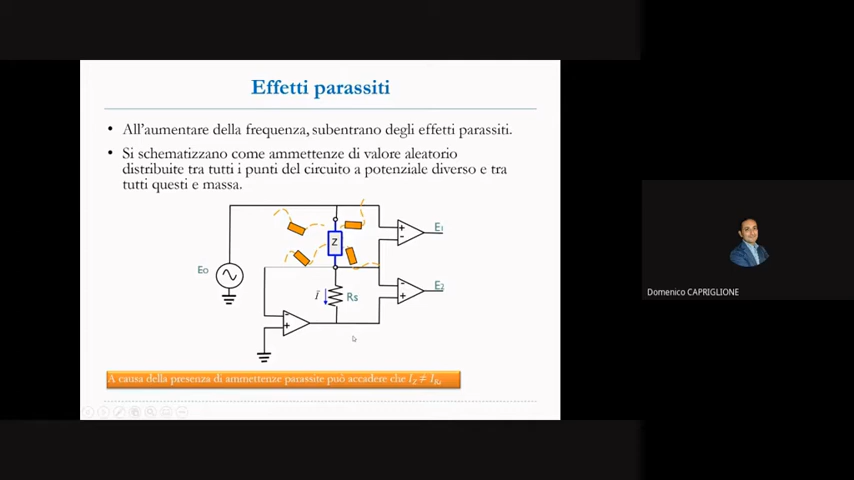 Effetti parassiti
• All'aumentare della frequenza, subentrano degli effetti parassiti.
• Si schematizzano come ammettenze di valore aleatorio
distribuite tra tutti i punti del circuito a potenziale diverso e tra
tutti questi e massa.
+
-
E1
Z
E0
-
+
E2
I
Rs
-
+
A causa della presenza di ammettenze parassite può accadere che IZ ≠ IRs
Domenico CAPRIGLIONE